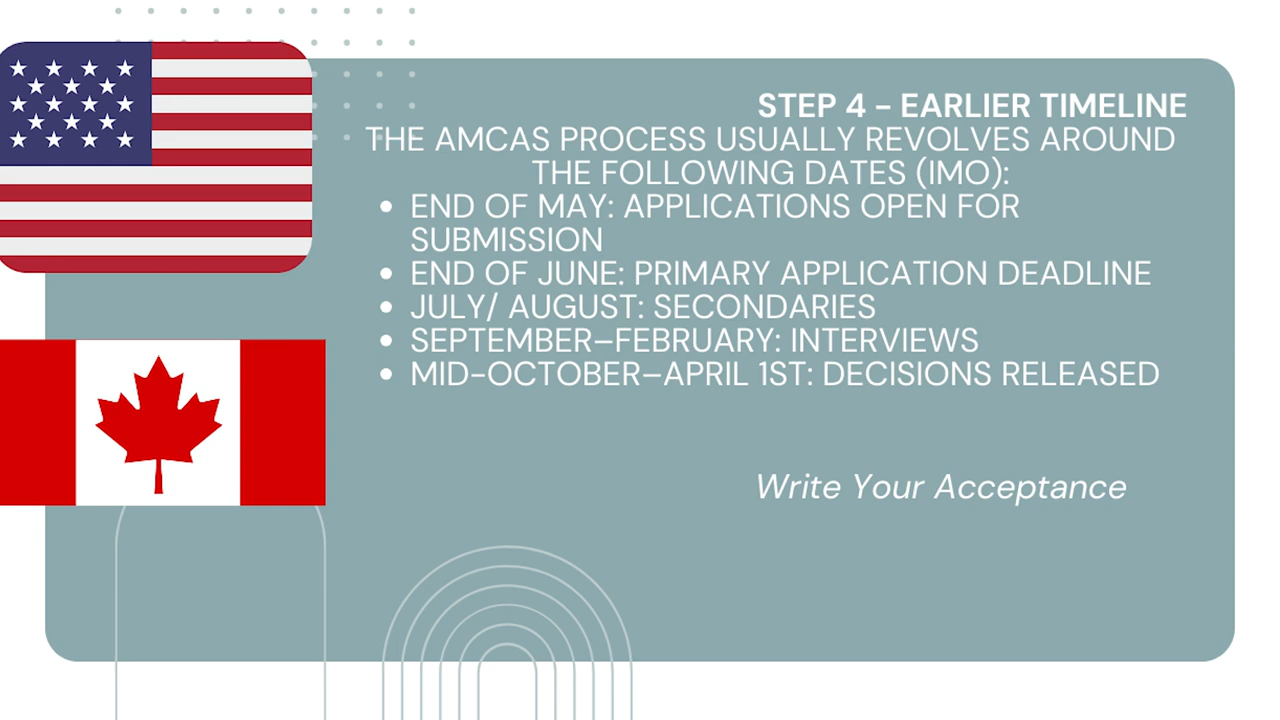 STEP 4 - EARLIER TIMELINE
THE AMCAS PROCESS USUALLY REVOLVES AROUND
THE FOLLOWING DATES (IMO):
• END OF MAY: APPLICATIONS OPEN FOR
SUBMISSION
• END OF JUNE: PRIMARY APPLICATION DEADLINE
• JULY/ AUGUST: SECONDARIES
• SEPTEMBER–FEBRUARY: INTERVIEWS
• MID-OCTOBER–APRIL 1ST: DECISIONS RELEASED
Write Your Acceptance